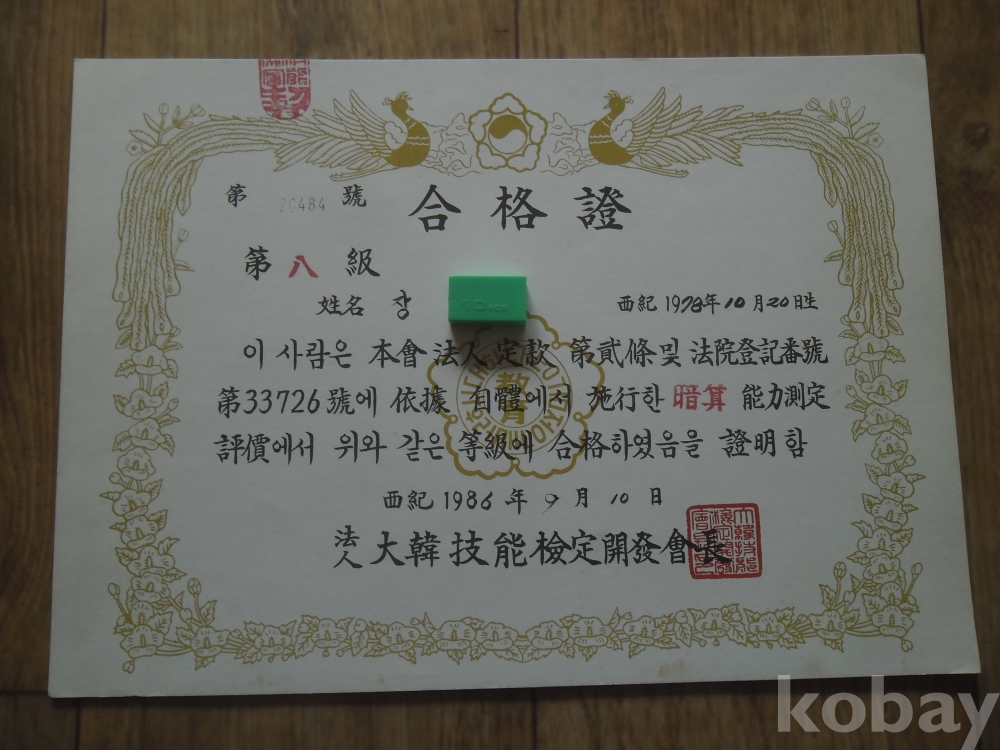 第 20484 號
合格證
第 八 級
姓名 장
10
西紀 1978年 10月 20日生
이 사람은 本會 法人 定款 第貳條 및 法院登記番號
第33726號에 依據 自體에서 施行한 暗算 能力測定
評價에서 위와 같은 等級에 合格하였음을 證明함
西紀 1986 年 9 月 10 日
法人 大韓技能檢定開發會長
kobay